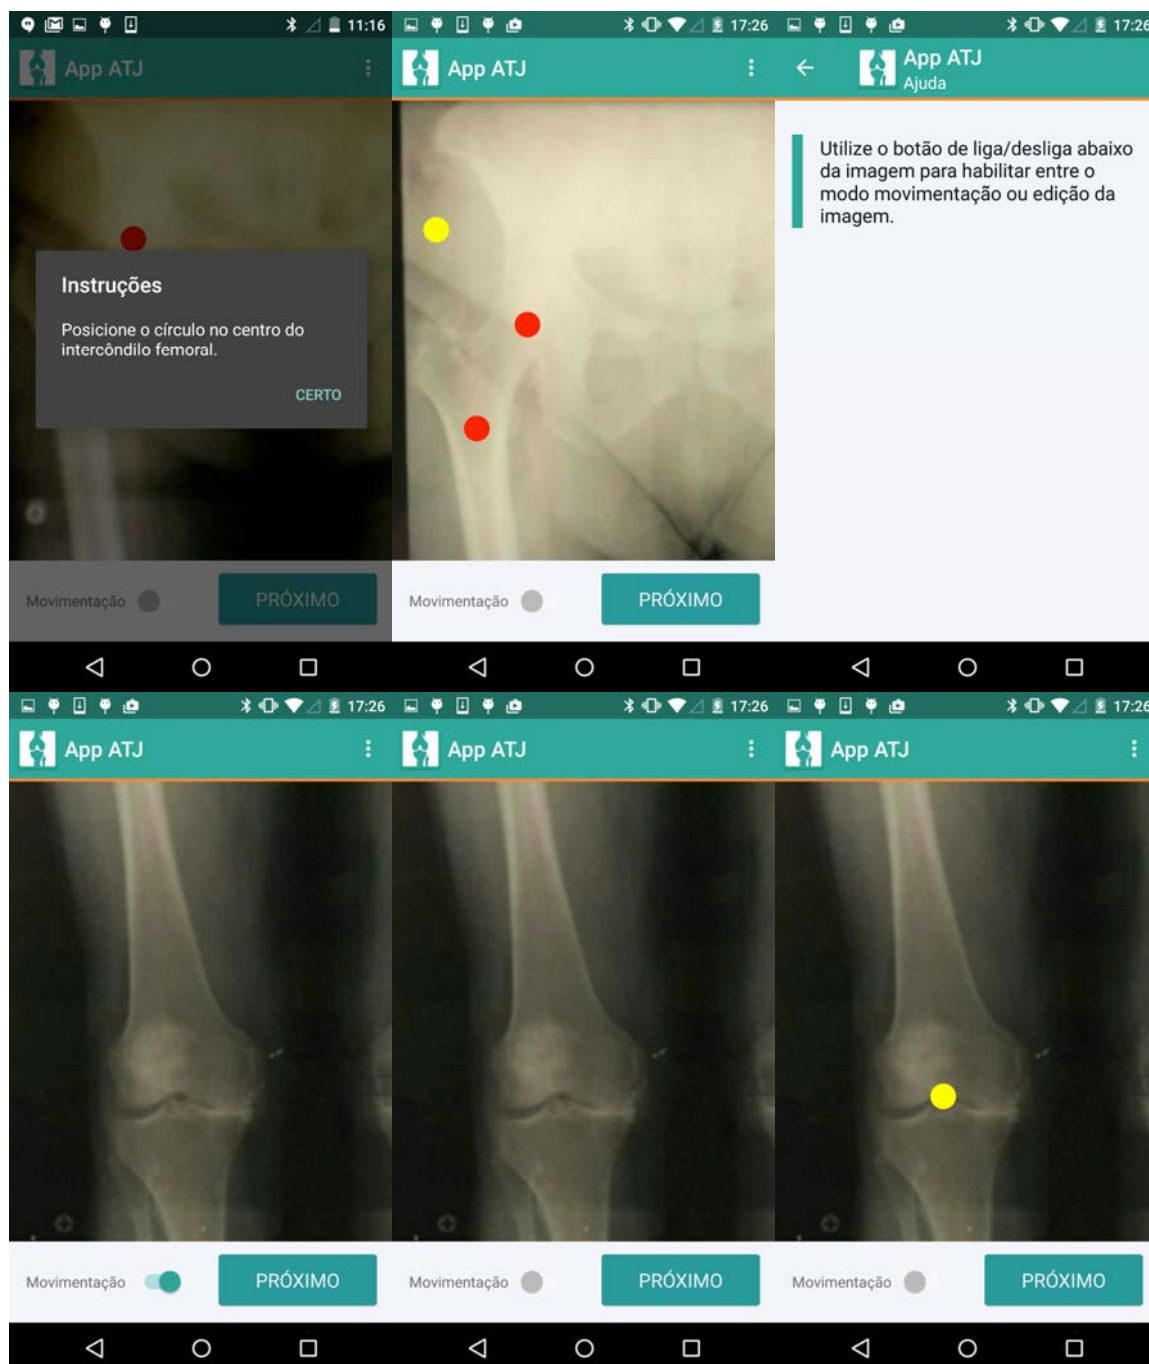 11:16
App ATJ
Instruções
Posicione o círculo no centro do
intercôndilo femoral.
CERTO
Movimentação
PRÓXIMO
17:26
App ATJ
Movimentação
PRÓXIMO
17:26
App ATJ
Ajuda
Utilize o botão de liga/desliga abaixo
da imagem para habilitar entre o
modo movimentação ou edição da
imagem.
17:26
App ATJ
Movimentação
PRÓXIMO
17:26
App ATJ
Movimentação
PRÓXIMO
17:26
App ATJ
Movimentação
PRÓXIMO